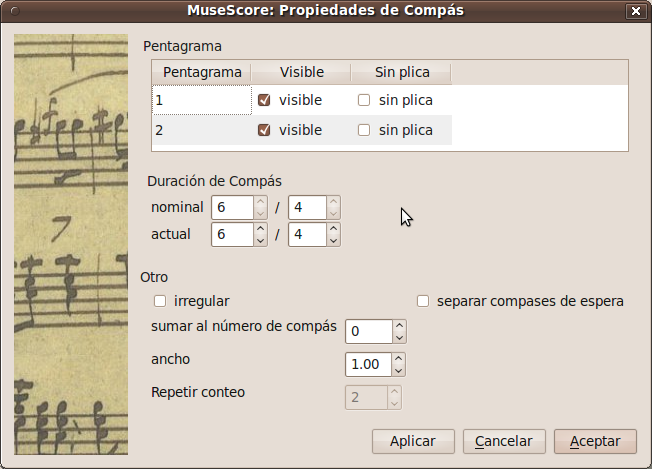 MuseScore: Propiedades de Compás
Pentagrama
Pentagrama Visible Sin plica
1 visible sin plica
2 visible sin plica
Duración de Compás
nominal 6 / 4
actual 6 / 4
Otro
irregular separar compases de espera
sumar al número de compás 0
ancho 1.00
Repetir conteo 2
Aplicar Cancelar Aceptar